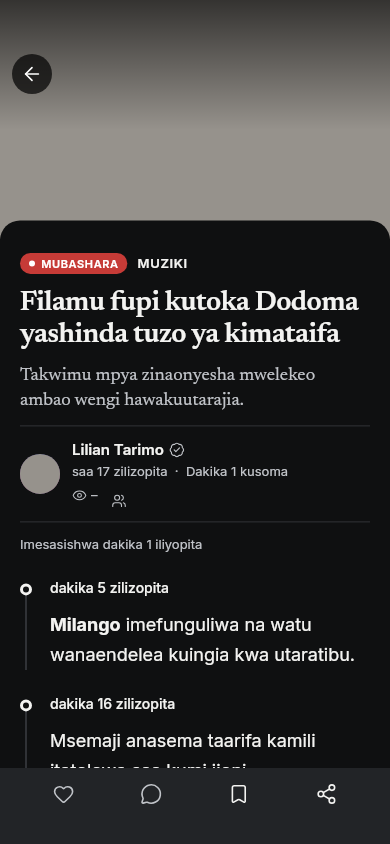 MUBASHARA MUZIKI
Filamu fupi kutoka Dodoma
yashinda tuzo ya kimataifa
Takwimu mpya zinaonyesha mwelekeo
ambao wengi hawakuutarajia.
Lilian Tarimo
saa 17 zilizopita · Dakika 1 kusoma
–
Imesasishwa dakika 1 iliyopita
dakika 5 zilizopita
Milango imefunguliwa na watu
wanaendelea kuingia kwa utaratibu.
dakika 16 zilizopita
Msemaji anasema taarifa kamili